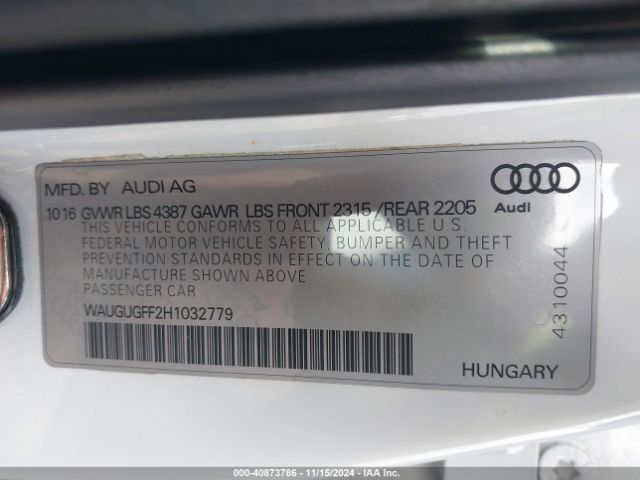 MFD. BY AUDI AG
Audi
10 16 GVWR LBS 4387 GAWR LBS FRONT 2315 /REAR 2205
THIS VEHICLE CONFORMS TO ALL APPLICABLE U.S.
FEDERAL MOTOR VEHICLE SAFETY, BUMPER AND THEFT
PREVENTION STANDARDS IN EFFECT ON THE DATE OF
MANUFACTURE SHOWN ABOVE
PASSENGER CAR
WAUGUGFF2H1032779
4310044
HUNGARY
000-40873786 - 11/15/2024 - IAA Inc.